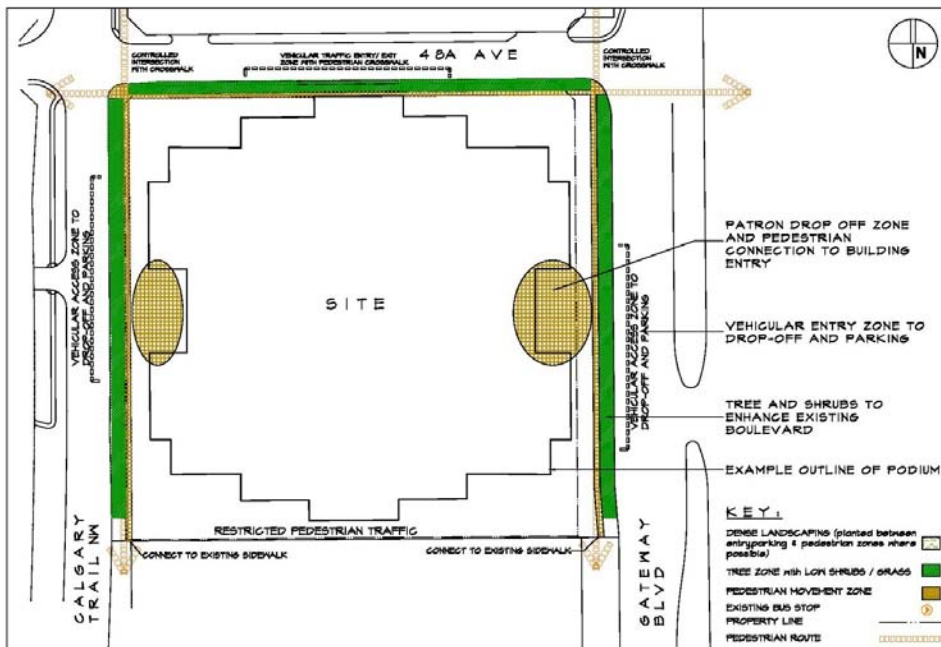 CONTROLLED
INTERSECTION
WITH CROSSWALK
VEHICULAR TRAFFIC ENTRY/ EXIT
ZONE WITH PEDESTRIAN CROSSWALK
48A AVE
CONTROLLED
INTERSECTION
WITH CROSSWALK
N
VEHICULAR ACCESS ZONE TO
DROP-OFF AND PARKING
SITE
VEHICULAR ACCESS ZONE TO
DROP-OFF AND PARKING
PATRON DROP OFF ZONE
AND PEDESTRIAN
CONNECTION TO BUILDING
ENTRY
VEHICULAR ENTRY ZONE TO
DROP-OFF AND PARKING
TREE AND SHRUBS TO
ENHANCE EXISTING
BOULEVARD
EXAMPLE OUTLINE OF PODIUM
RESTRICTED PEDESTRIAN TRAFFIC
CONNECT TO EXISTING SIDEWALK
CONNECT TO EXISTING SIDEWALK
CALGARY
TRAIL NW
GATEWAY
BLVD
KEY:
DENSE LANDSCAPING (planted between
entryparking & pedestrian zones where
possible)
TREE ZONE with LOW SHRUBS / GRASS
PEDESTRIAN MOVEMENT ZONE
EXISTING BUS STOP
PROPERTY LINE
PEDESTRIAN ROUTE